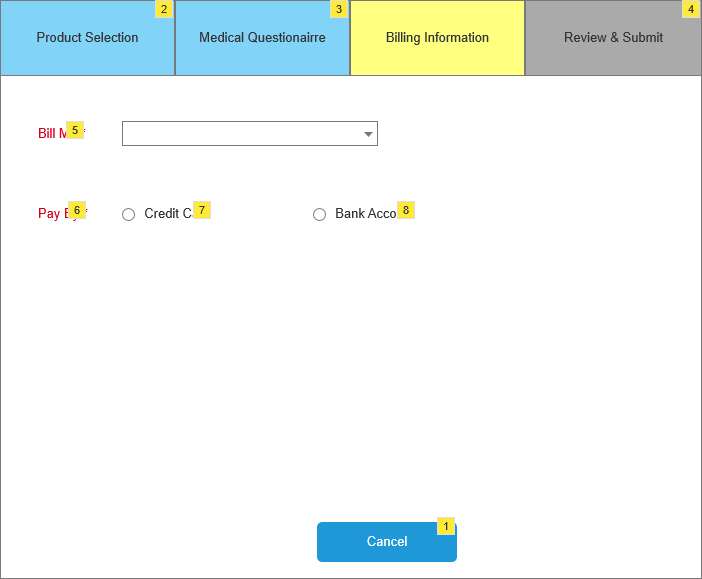 2 3 4
Product Selection Medical Questionairre Billing Information Review & Submit
Bill 5
6 7 8
Pay Credit Bank
1
Cancel